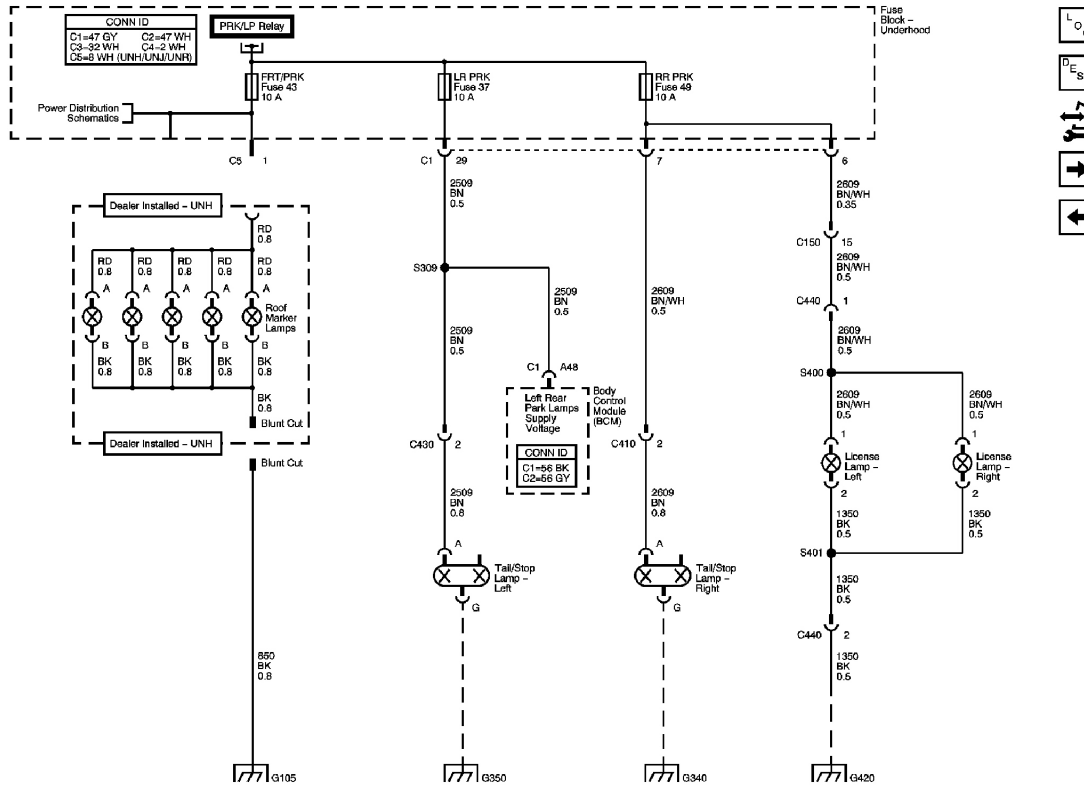 Fuse
Block –
Underhood
CONN ID
C1=47 GY C2=47 WH
C3=32 WH C4=2 WH
C5=8 WH (UNH/UNJ/UNR)
PRK/LP Relay
FRT/PRK
Fuse 43
10 A
LR PRK
Fuse 37
10 A
RR PRK
Fuse 49
10 A
Power Distribution
Schematics
C5 1
C1 29
7
6
2509
BN
0.5
2609
BN/WH
0.35
Dealer Installed – UNH
RD
0.8
C150 15
2609
BN/WH
0.5
RD
0.8
RD
0.8
RD
0.8
RD
0.8
RD
0.8
S309
A
A
A
A
A
2509
BN
0.5
2609
BN/WH
0.5
C440 1
Roof
Marker
Lamps
2509
BN
0.5
2609
BN/WH
0.5
B
B
B
B
B
BK
0.8
BK
0.8
BK
0.8
BK
0.8
BK
0.8
C1 A48
S400
BK
0.8
Left Rear
Park Lamps
Supply
Voltage
Body
Control
Module
(BCM)
2609
BN/WH
0.5
2609
BN/WH
0.5
Blunt Cut
Dealer Installed – UNH
C430 2
C410 2
1
1
CONN ID
C1=56 BK
C2=56 GY
License
Lamp –
Left
License
Lamp –
Right
Blunt Cut
2509
BN
0.8
2609
BN
0.8
2
2
1350
BK
0.5
1350
BK
0.5
A
A
S401
Tail/Stop
Lamp –
Left
Tail/Stop
Lamp –
Right
1350
BK
0.5
G
G
C440 2
850
BK
0.8
1350
BK
0.5
G105
G350
G340
G420